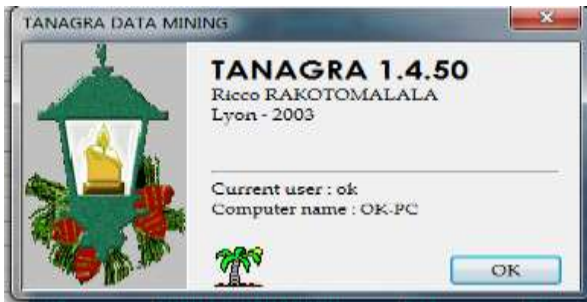 TANAGRA DATA MINING
TANAGRA 1.4.50
Ricco RAKOTOMALALA
Lyon - 2003
Current user : ok
Computer name : OK-PC
OK